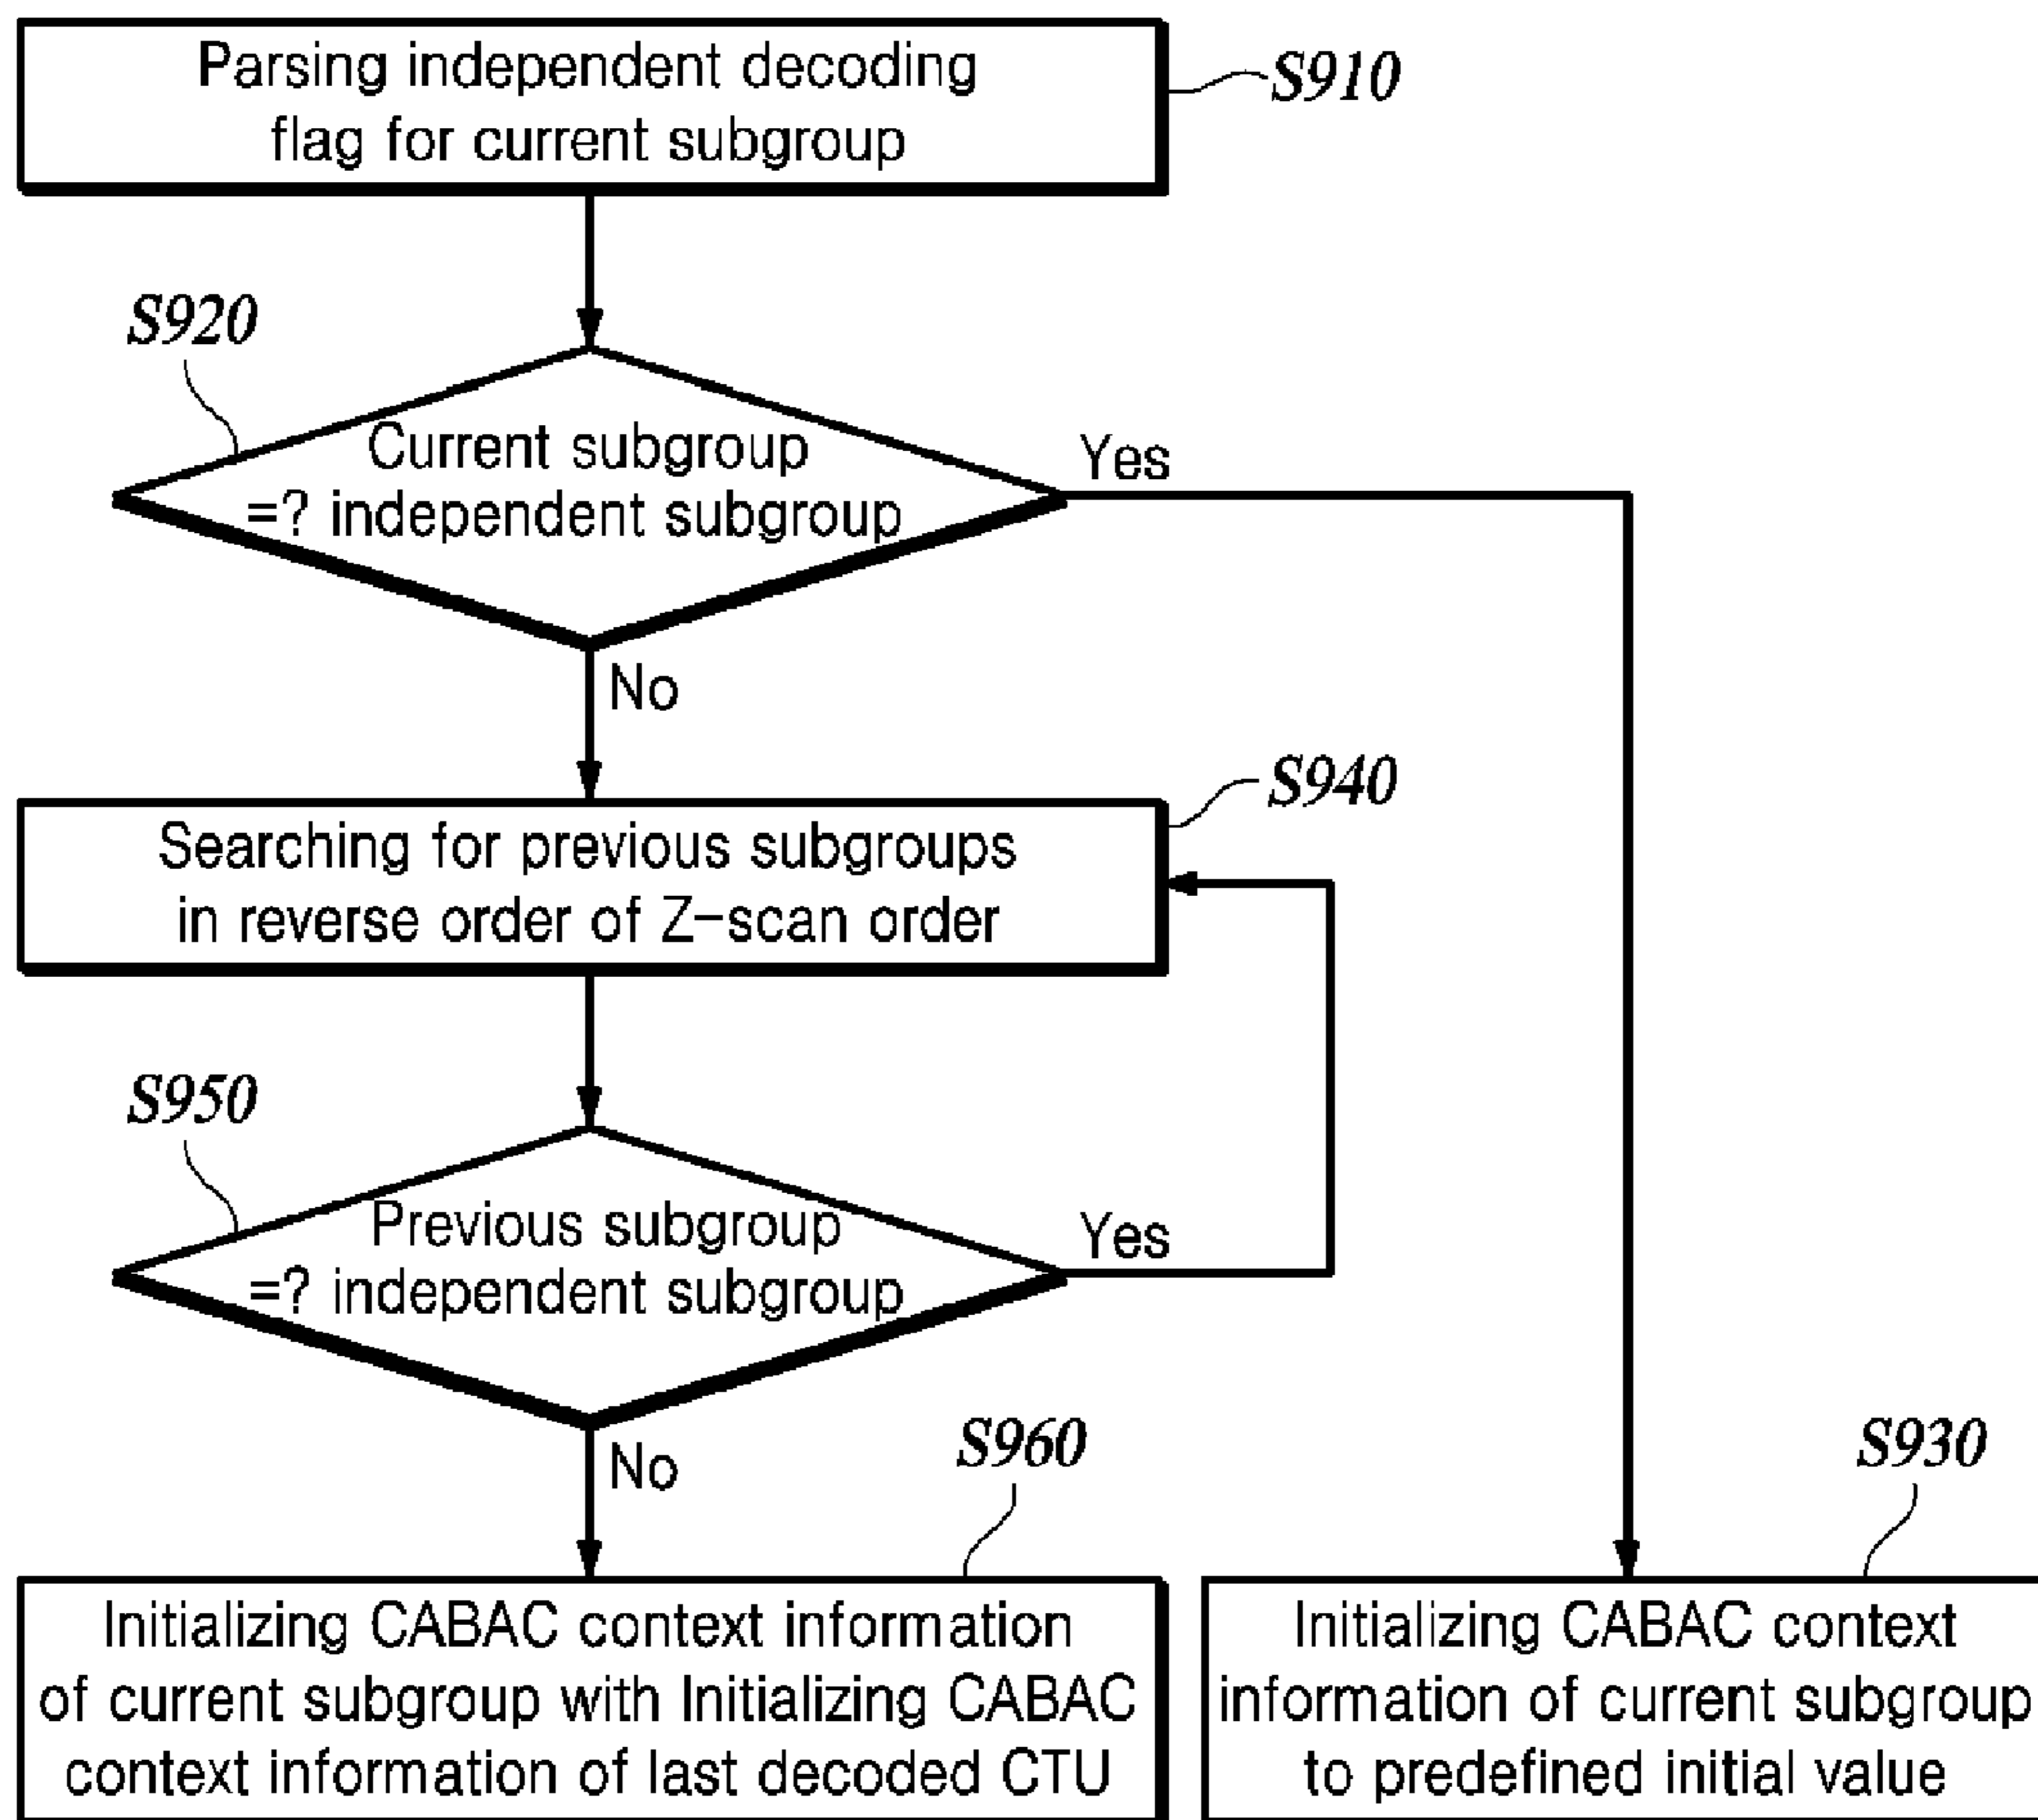 Parsing independent decoding
flag for current subgroup
S910
S920
Current subgroup
=? independent subgroup
Yes
No
S940
Searching for previous subgroups
in reverse order of Z-scan order
S950
Previous subgroup
=? independent subgroup
Yes
No
S960
S930
Initializing CABAC context information
of current subgroup with Initializing CABAC
context information of last decoded CTU
Initializing CABAC context
information of current subgroup
to predefined initial value